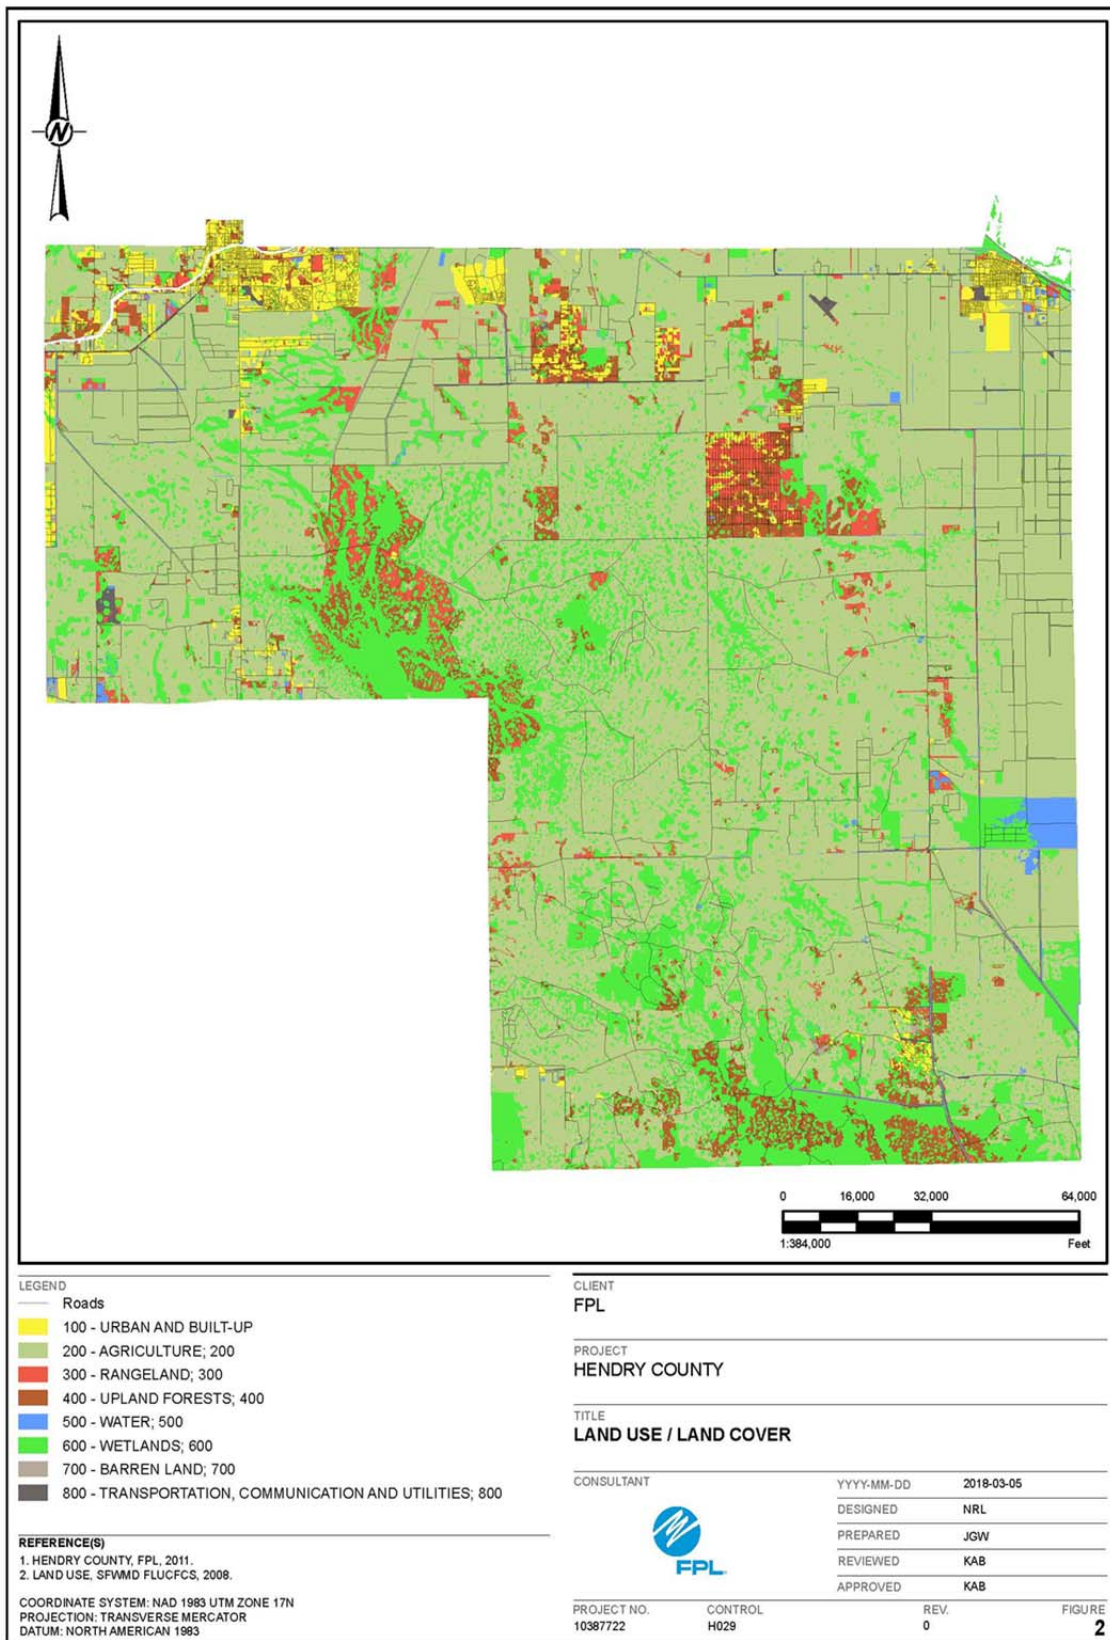 N
0 16,000 32,000 64,000
1:384,000 Feet
LEGEND
Roads
100 - URBAN AND BUILT-UP
200 - AGRICULTURE; 200
300 - RANGELAND; 300
400 - UPLAND FORESTS; 400
500 - WATER; 500
600 - WETLANDS; 600
700 - BARREN LAND; 700
800 - TRANSPORTATION, COMMUNICATION AND UTILITIES; 800
REFERENCE(S)
1. HENDRY COUNTY, FPL, 2011.
2. LAND USE, SFWMD FLUCFCS, 2008.
COORDINATE SYSTEM: NAD 1983 UTM ZONE 17N
PROJECTION: TRANSVERSE MERCATOR
DATUM: NORTH AMERICAN 1983
CLIENT
FPL
PROJECT
HENDRY COUNTY
TITLE
LAND USE / LAND COVER
CONSULTANT
FPL
YYYY-MM-DD 2018-03-05
DESIGNED NRL
PREPARED JGW
REVIEWED KAB
APPROVED KAB
PROJECT NO. CONTROL REV. FIGURE
10387722 H029 0 2